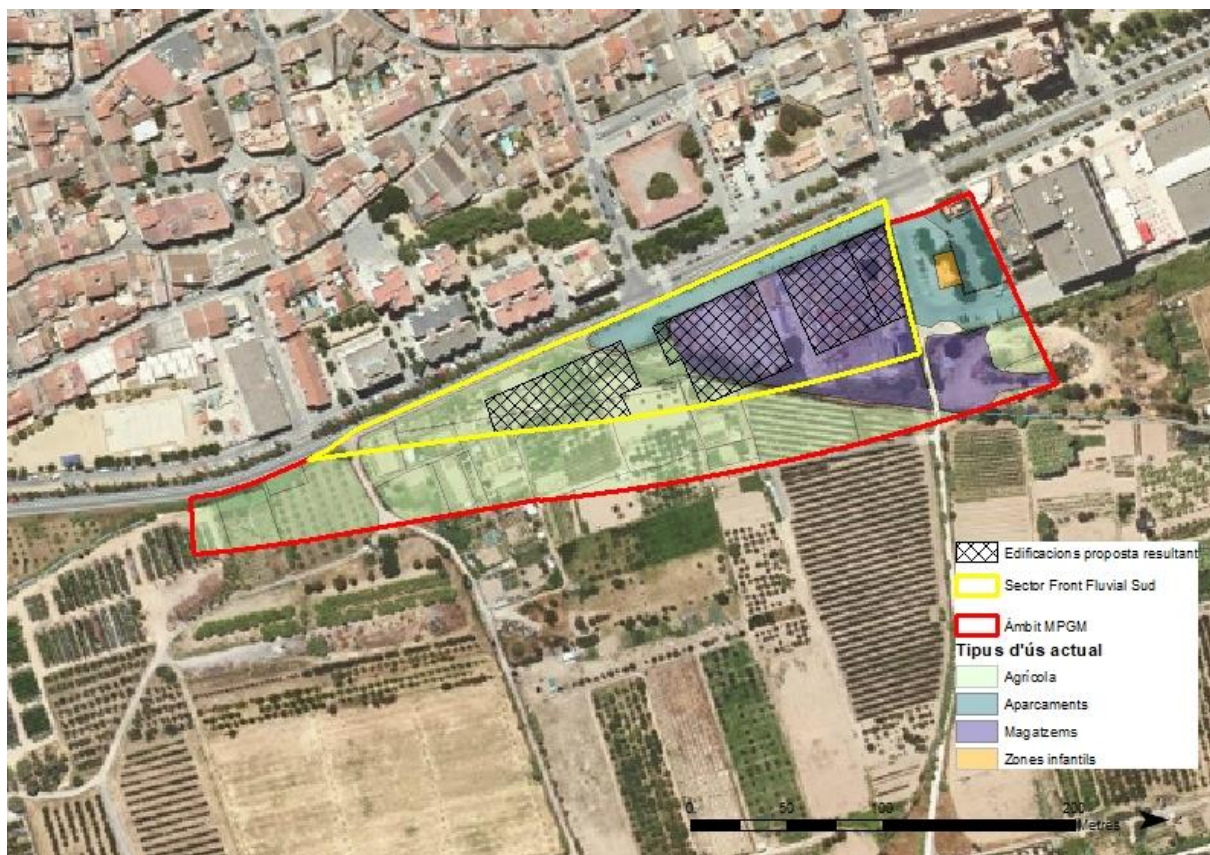 Edificacions proposta resultant
Sector Front Fluvial Sud
Àmbit MPGM
Tipus d'ús actual
Agrícola
Aparcaments
Magatzems
Zones infantils
0 50 100 200
Metres